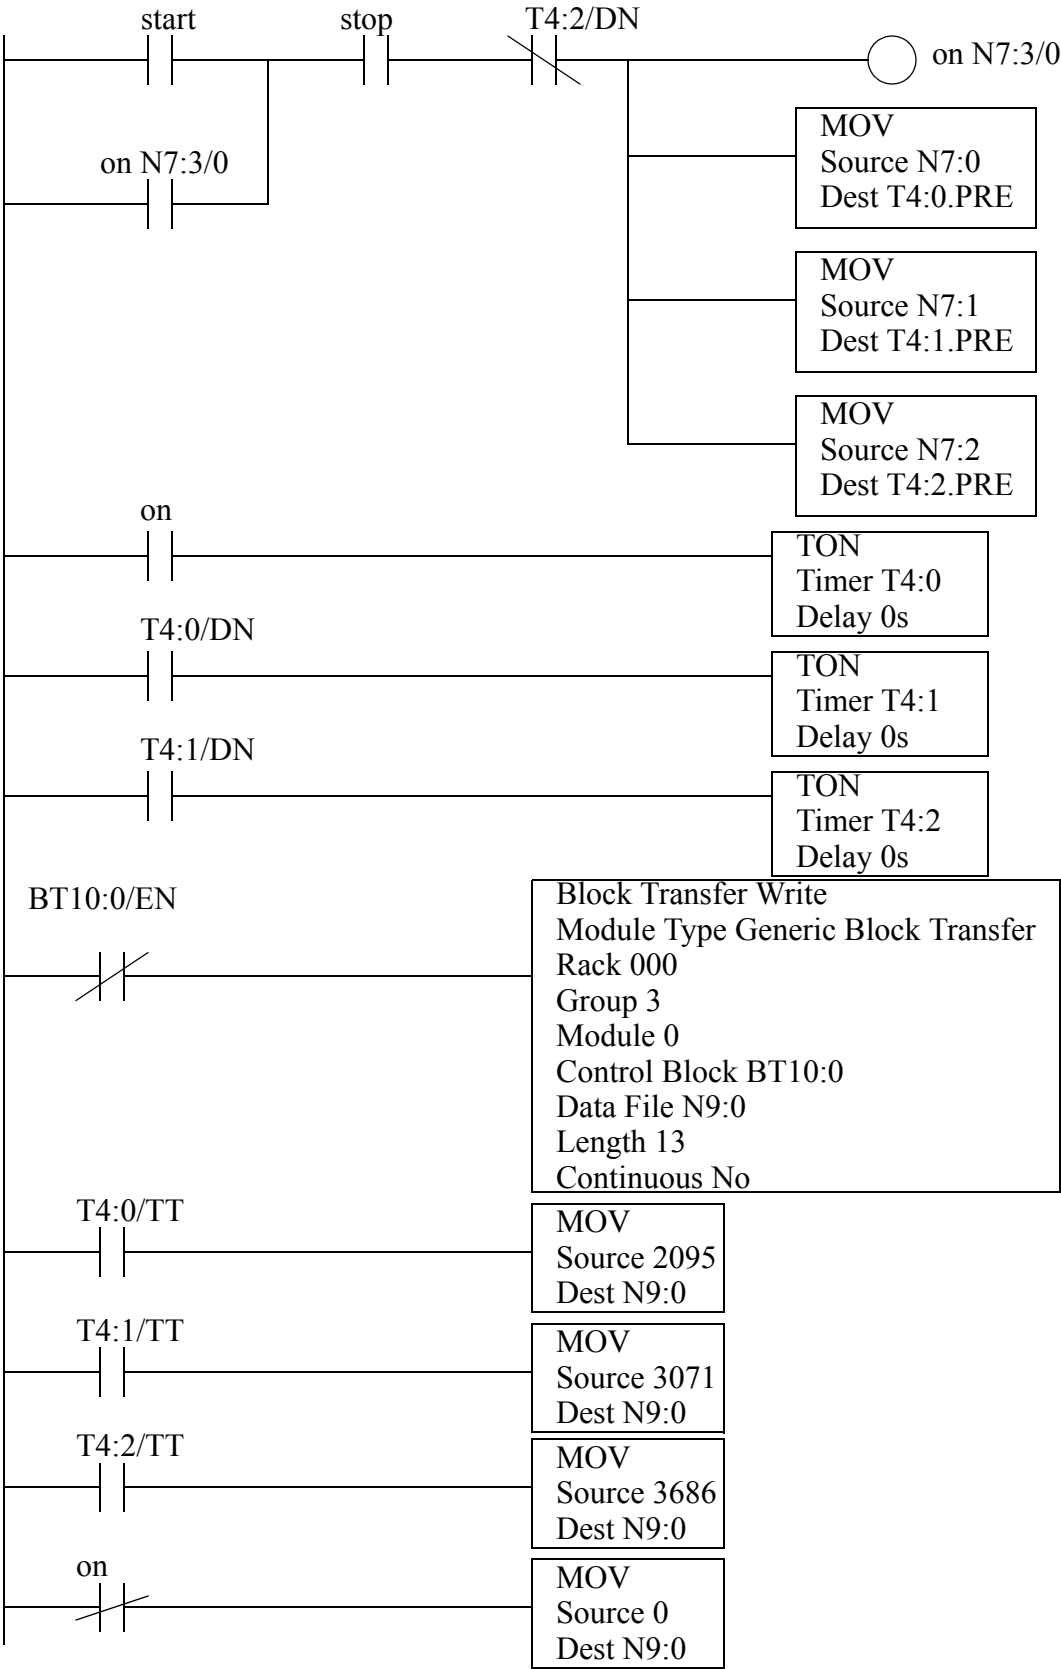 start
stop
T4:2/DN
on N7:3/0
MOV
Source N7:0
Dest T4:0.PRE
on N7:3/0
MOV
Source N7:1
Dest T4:1.PRE
MOV
Source N7:2
Dest T4:2.PRE
on
TON
Timer T4:0
Delay 0s
T4:0/DN
TON
Timer T4:1
Delay 0s
T4:1/DN
TON
Timer T4:2
Delay 0s
BT10:0/EN
Block Transfer Write
Module Type Generic Block Transfer
Rack 000
Group 3
Module 0
Control Block BT10:0
Data File N9:0
Length 13
Continuous No
T4:0/TT
MOV
Source 2095
Dest N9:0
T4:1/TT
MOV
Source 3071
Dest N9:0
T4:2/TT
MOV
Source 3686
Dest N9:0
on
MOV
Source 0
Dest N9:0